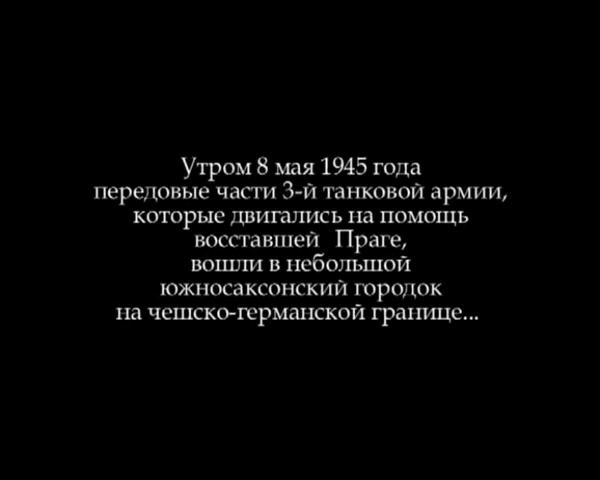 Утром 8 мая 1945 года
передовые части 3-й танковой армии,
которые двигались на помощь
восставшей Праге,
вошли в небольшой
южносаксонский городок
на чешско-германской границе...